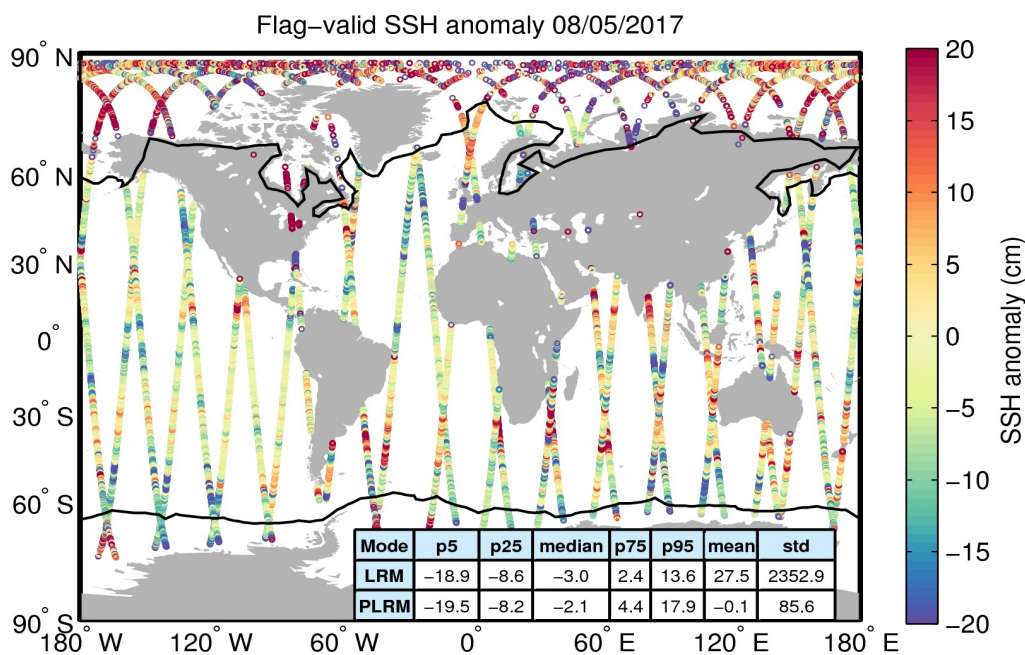 Flag−valid SSH anomaly 08/05/2017
90° N
60° N
30° N
0°
30° S
60° S
90° S
180° W
120° W
60° W
0°
60° E
120° E
180° E
20
15
10
5
0
−5
−10
−15
−20
SSH anomaly (cm)
Mode p5 p25 median p75 p95 mean std
LRM −18.9 −8.6 −3.0 2.4 13.6 27.5 2352.9
PLRM −19.5 −8.2 −2.1 4.4 17.9 −0.1 85.6